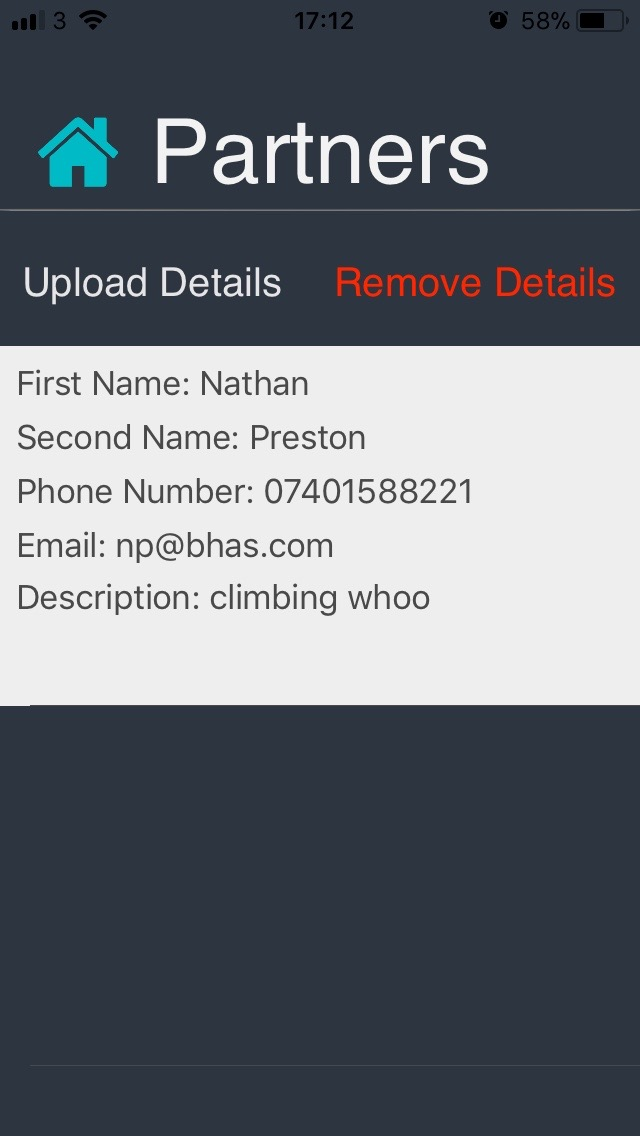 3 17:12 58%
Partners
Upload Details Remove Details
First Name: Nathan
Second Name: Preston
Phone Number: 07401588221
Email: np@bhas.com
Description: climbing whoo